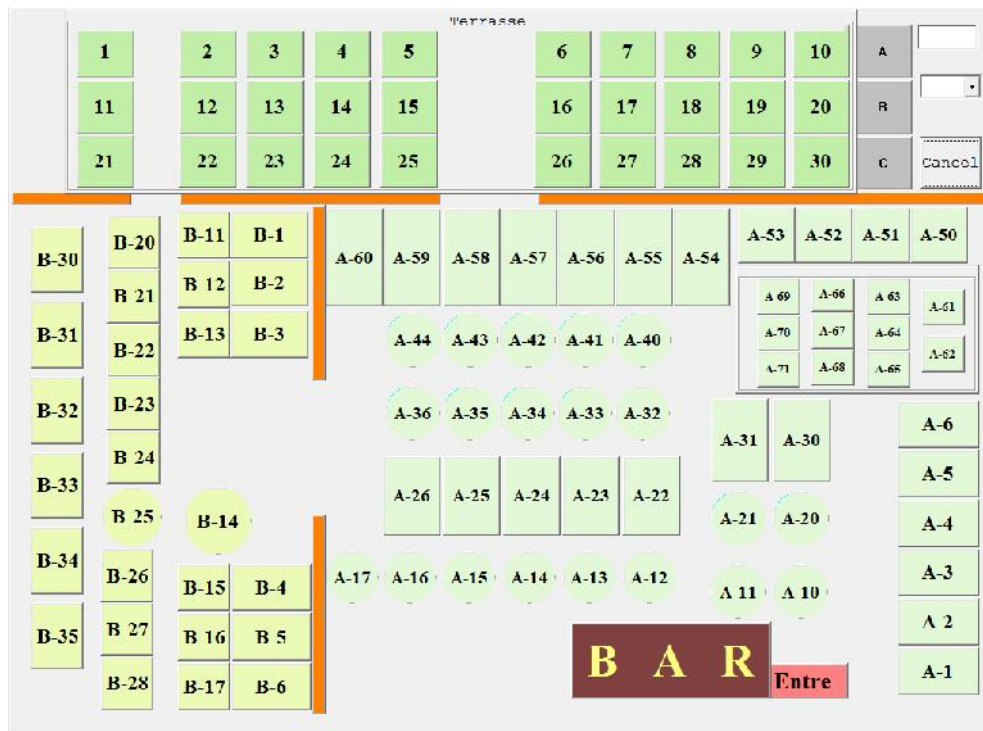 Terrasse
1 2 3 4 5 6 7 8 9 10 A
11 12 13 14 15 16 17 18 19 20 B
21 22 23 24 25 26 27 28 29 30 C Cancel
B-30 B-20 B-11 B-1 A-60 A-59 A-58 A-57 A-56 A-55 A-54 A-53 A-52 A-51 A-50
B 21 B 12 B-2 A 69 A-66 A 63 A-61
B-31 B-22 B-13 B-3 A-44 A-43 A-42 A-41 A-40 A-70 A-67 A-64 A-62
A-71 A-68 A-65
B-32 B-23 A-36 A-35 A-34 A-33 A-32 A-31 A-30 A-6
B-33 B 24 A-26 A-25 A-24 A-23 A-22 A-5
B 25 B-14 A-21 A-20 A-4
B-34 B-26 B-15 B-4 A-17 A-16 A-15 A-14 A-13 A-12 A 11 A 10 A-3
B-35 B 27 B 16 B 5 A 2
B-28 B-17 B-6 B A R Entre A-1